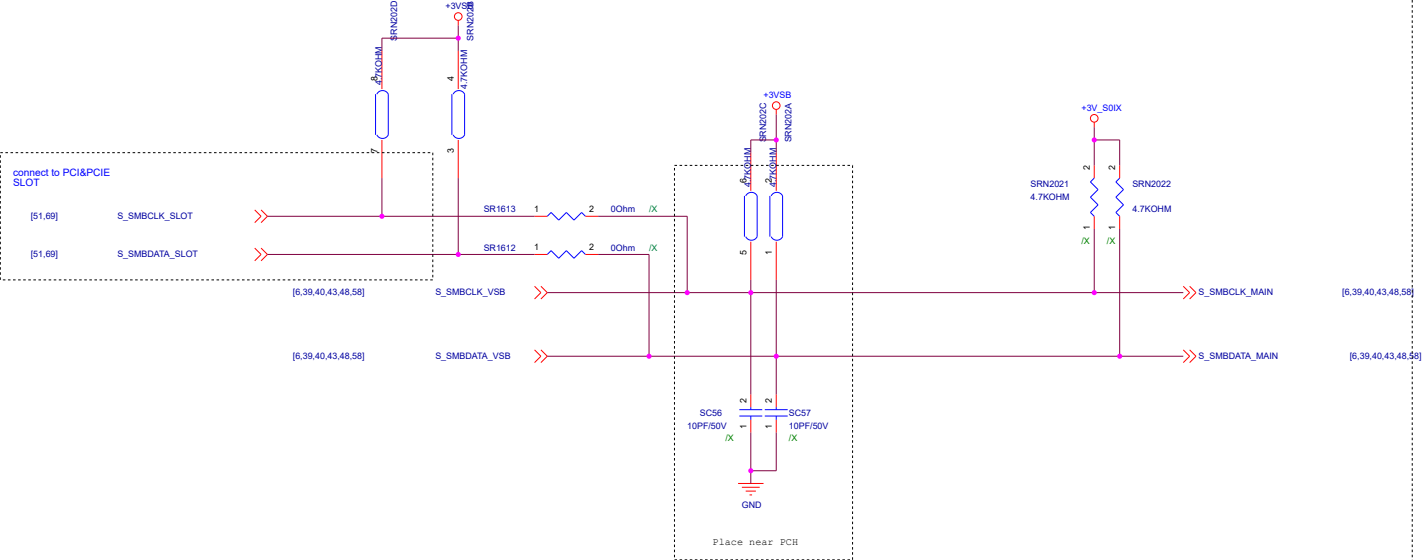 +3VSB
SRN202D
SRN202B
4.7KOHM
4.7KOHM
8
4
7
3
+3VSB
SRN202C
SRN202A
4.7KOHM
4.7KOHM
6
2
5
1
+3V_S0IX
2
2
SRN2021
4.7KOHM
SRN2022
4.7KOHM
1
1
/X
/X
connect to PCI&PCIE
SLOT
[51,69] S_SMBCLK_SLOT
SR1613 1 2 0Ohm /X
[51,69] S_SMBDATA_SLOT
SR1612 1 2 0Ohm /X
[6,39,40,43,48,58] S_SMBCLK_VSB
S_SMBCLK_MAIN [6,39,40,43,48,58]
[6,39,40,43,48,58] S_SMBDATA_VSB
S_SMBDATA_MAIN [6,39,40,43,48,58]
2
2
SC56
10PF/50V
/X
SC57
10PF/50V
/X
1
1
GND
Place near PCH